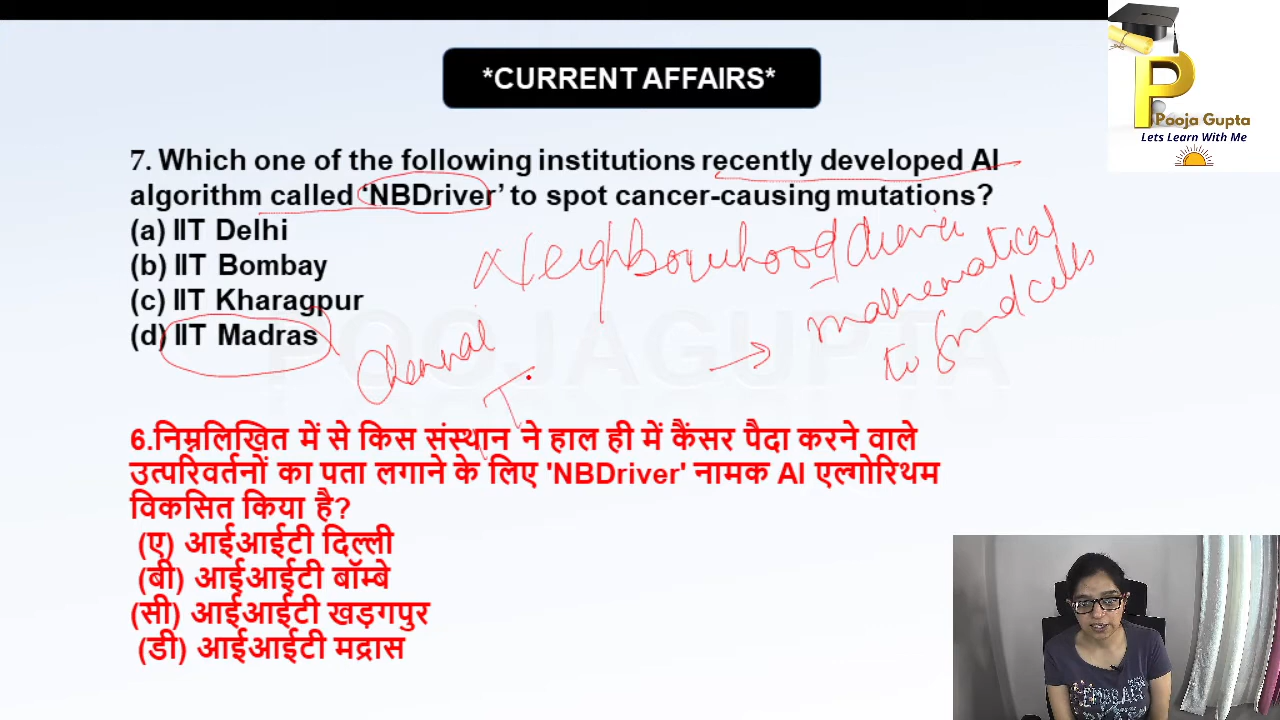 *CURRENT AFFAIRS*
Pooja Gupta
Lets Learn With Me
7. Which one of the following institutions recently developed AI
algorithm called ‘NBDriver’ to spot cancer-causing mutations?
(a) IIT Delhi
(b) IIT Bombay
(c) IIT Kharagpur
(d) IIT Madras
Neighbourhood driver
mathematical
to find cells
Chennai
T
POOJAGUPTA
6.निम्नलिखित में से किस संस्थान ने हाल ही में कैंसर पैदा करने वाले
उत्परिवर्तनों का पता लगाने के लिए 'NBDriver' नामक AI एल्गोरिथम
विकसित किया है?
(ए) आईआईटी दिल्ली
(बी) आईआईटी बॉम्बे
(सी) आईआईटी खड़गपुर
(डी) आईआईटी मद्रास